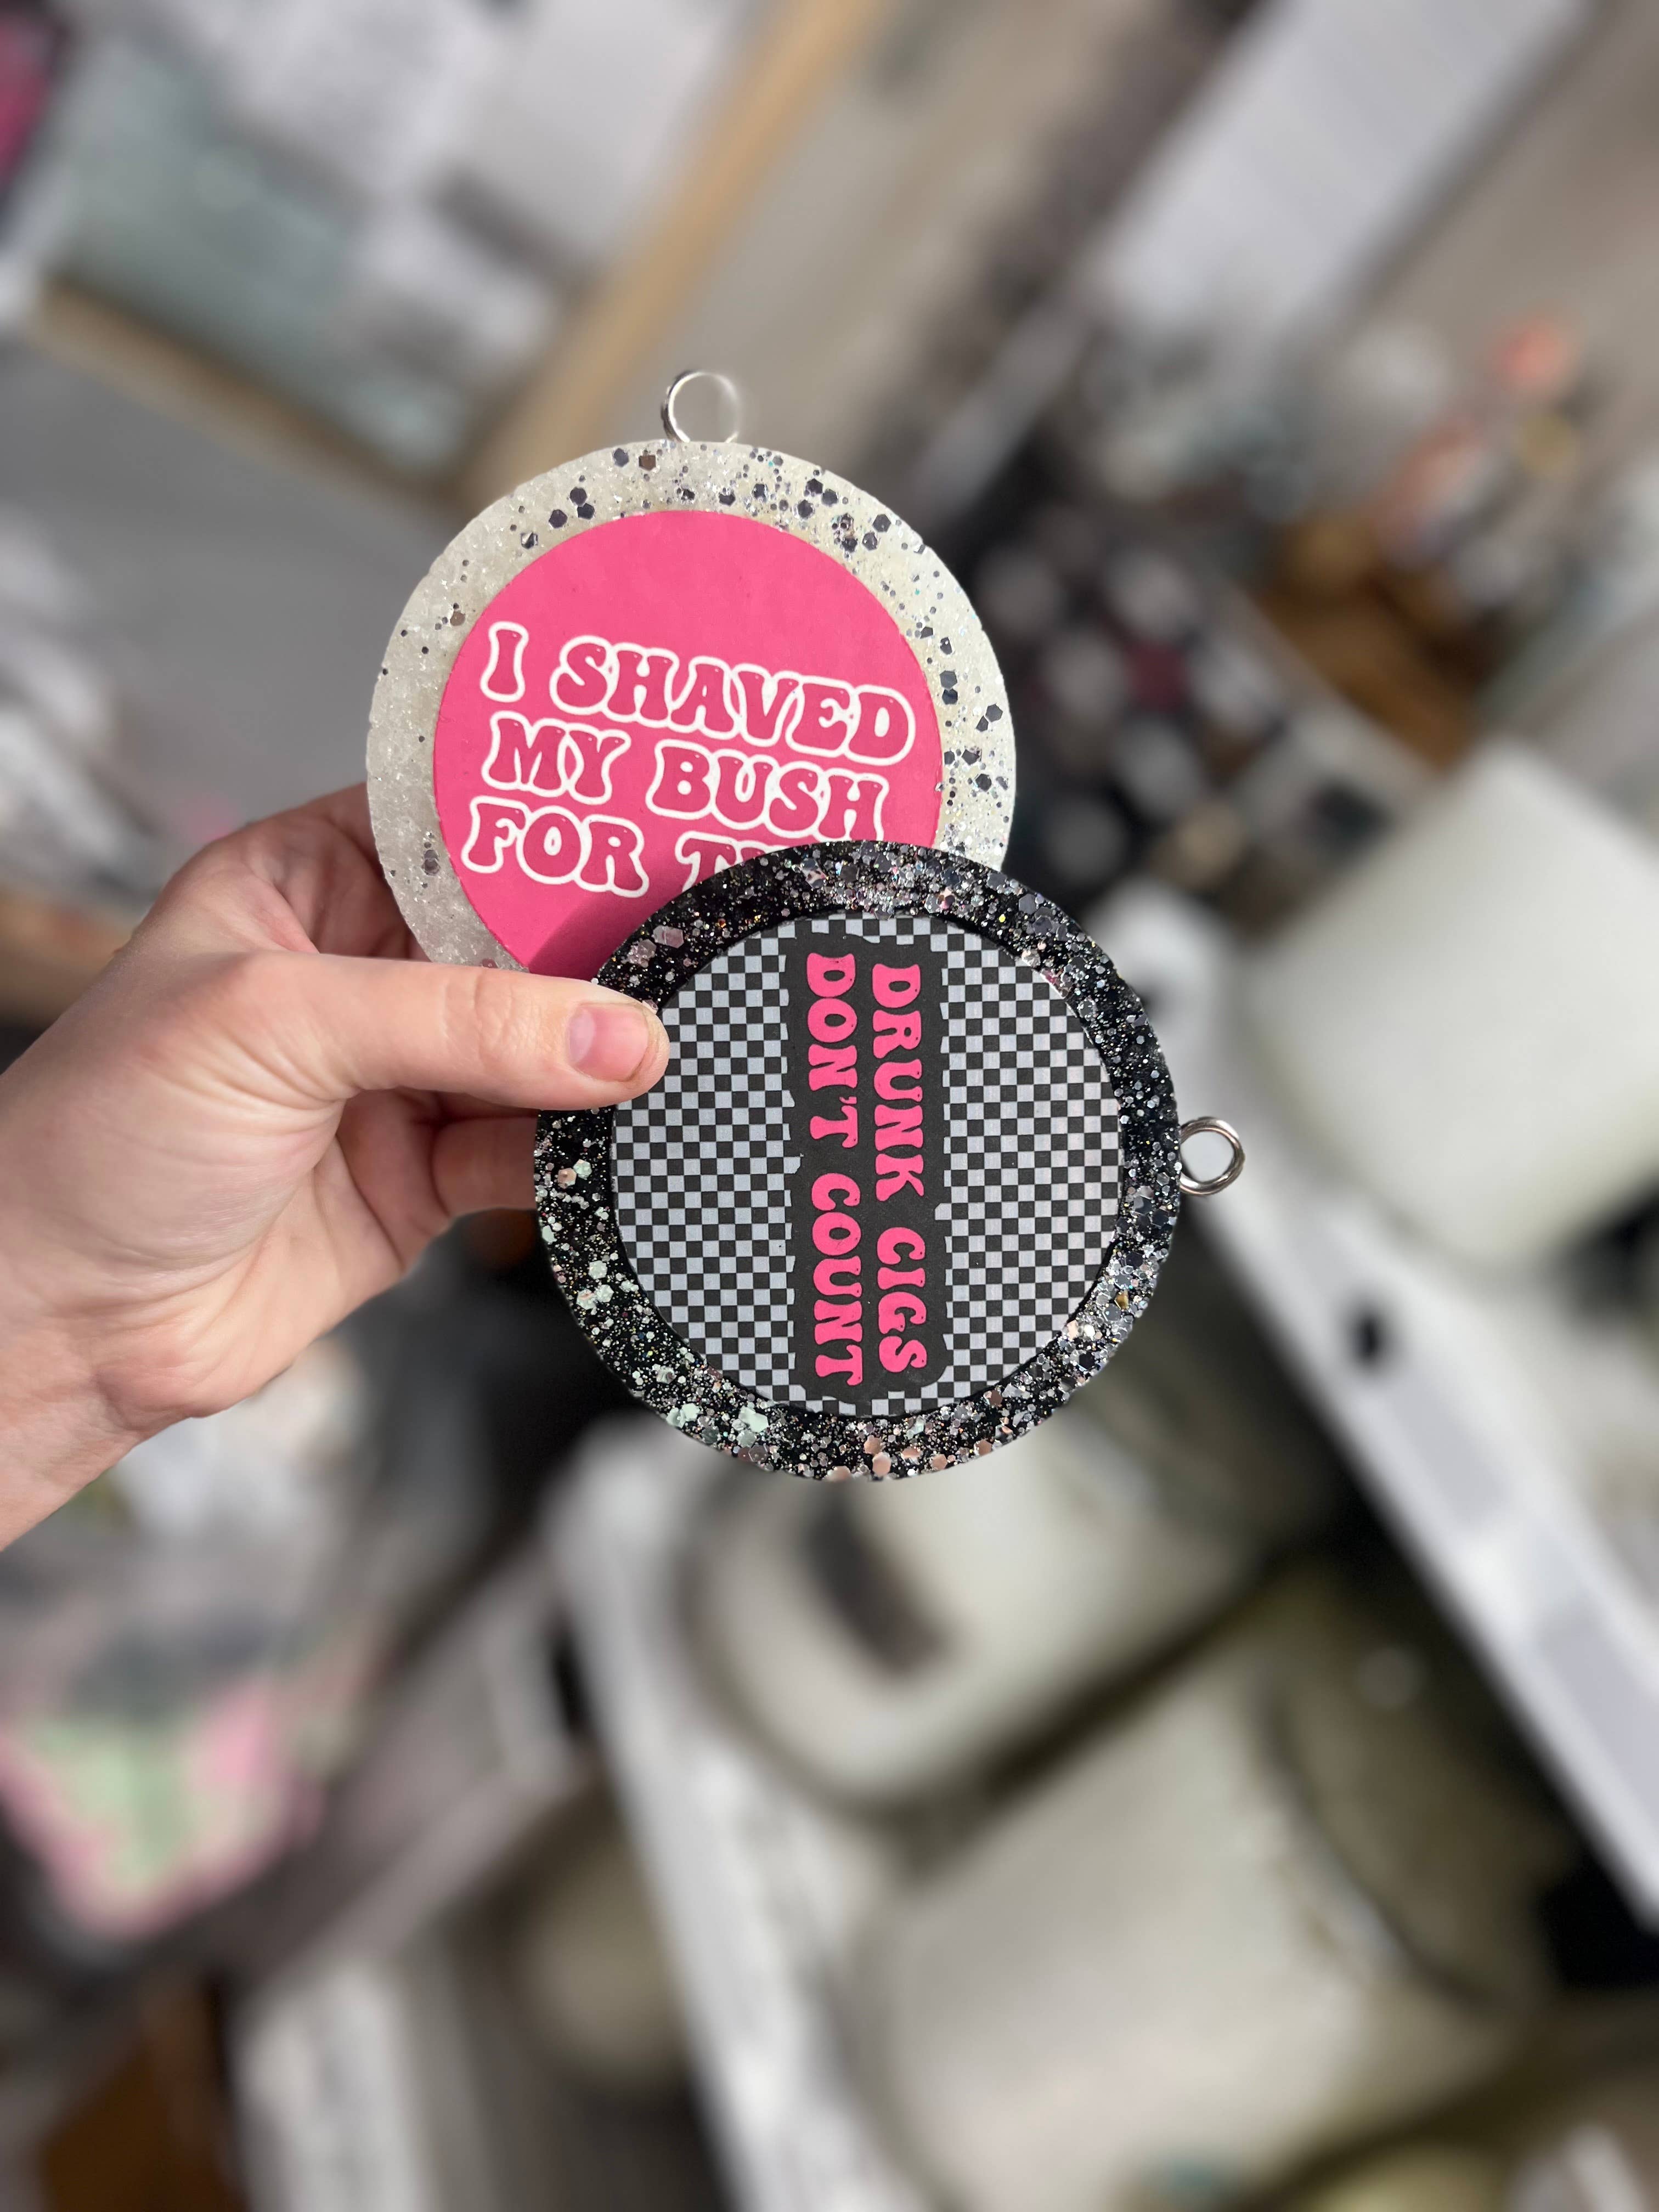 I SHAVED
MY BUSH
FOR
DRUNK CIGS
DON'T COUNT